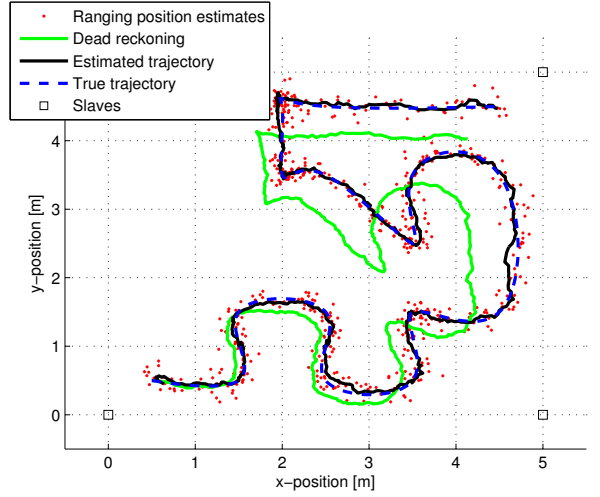 Ranging position estimates
Dead reckoning
Estimated trajectory
True trajectory
Slaves
4
3
2
1
0
y−position [m]
0 1 2 3 4 5
x−position [m]